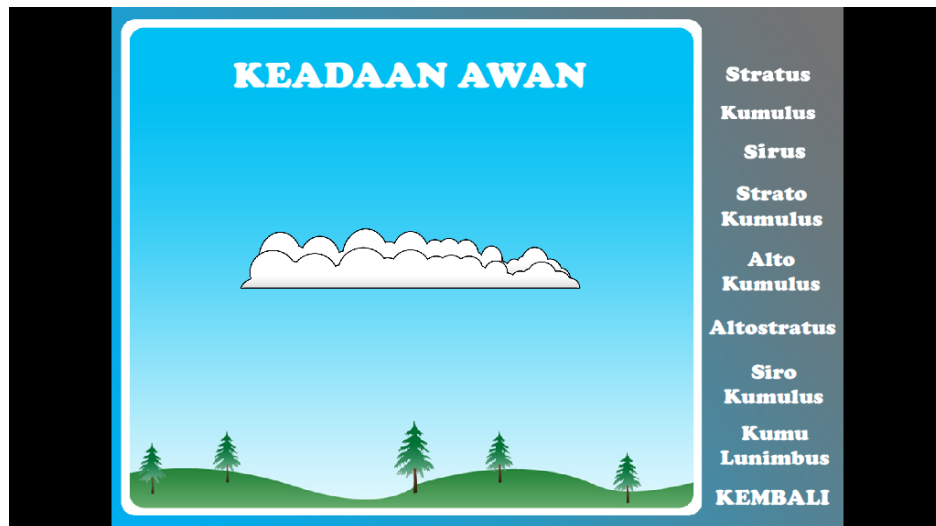 KEADAAN AWAN
Stratus
Kumulus
Sirus
Strato
Kumulus
Alto
Kumulus
Altostratus
Siro
Kumulus
Kumu
Lunimbus
KEMBALI